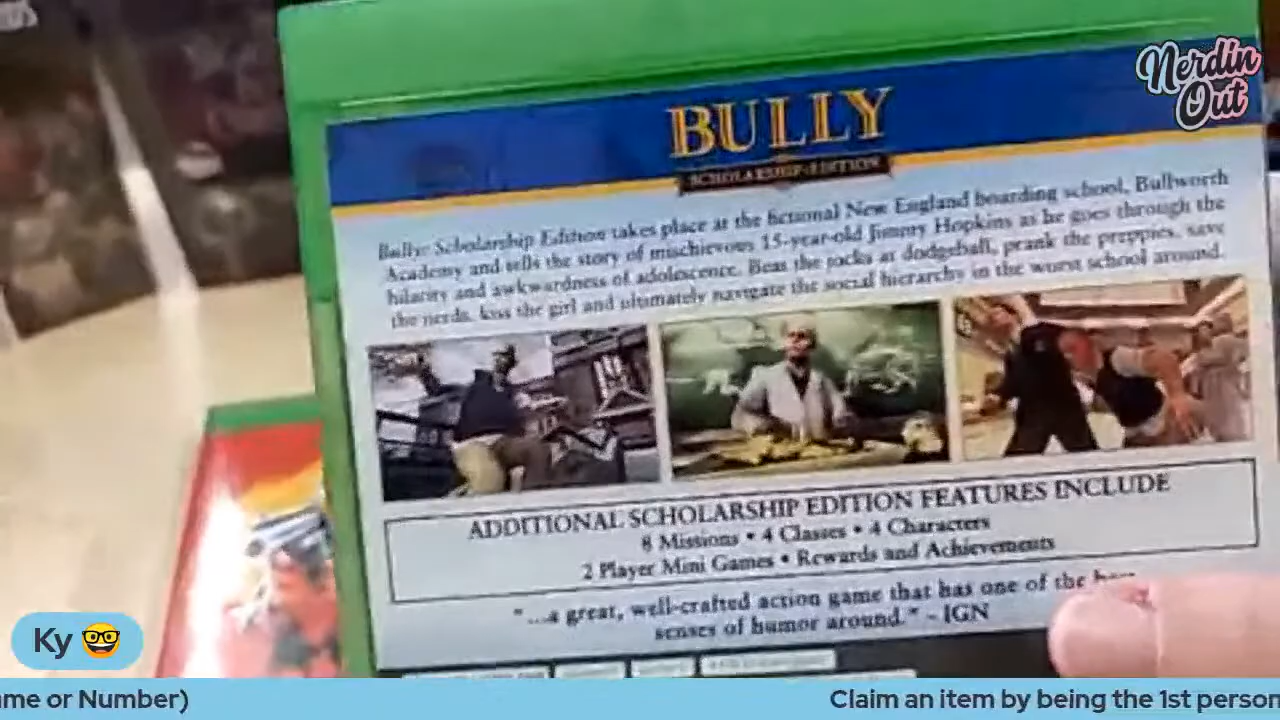 Nerdin
Out
BULLY
SCHOLARSHIP EDITION
Bully: Scholarship Edition takes place at the fictional New England boarding school, Bullworth
Academy and tells the story of mischievous 15-year-old Jimmy Hopkins as he goes through the
hilarity and awkwardness of adolescence. Beat the jocks at dodgeball, prank the preppies, save
the nerds, kiss the girl and ultimately navigate the social hierarchy in the worst school around.
ADDITIONAL SCHOLARSHIP EDITION FEATURES INCLUDE
8 Missions • 4 Classes • 4 Characters
2 Player Mini Games • Rewards and Achievements
"...a great, well-crafted action game that has one of the
senses of humor around." - IGN
Ky 🤓
ame or Number)
Claim an item by being the 1st person